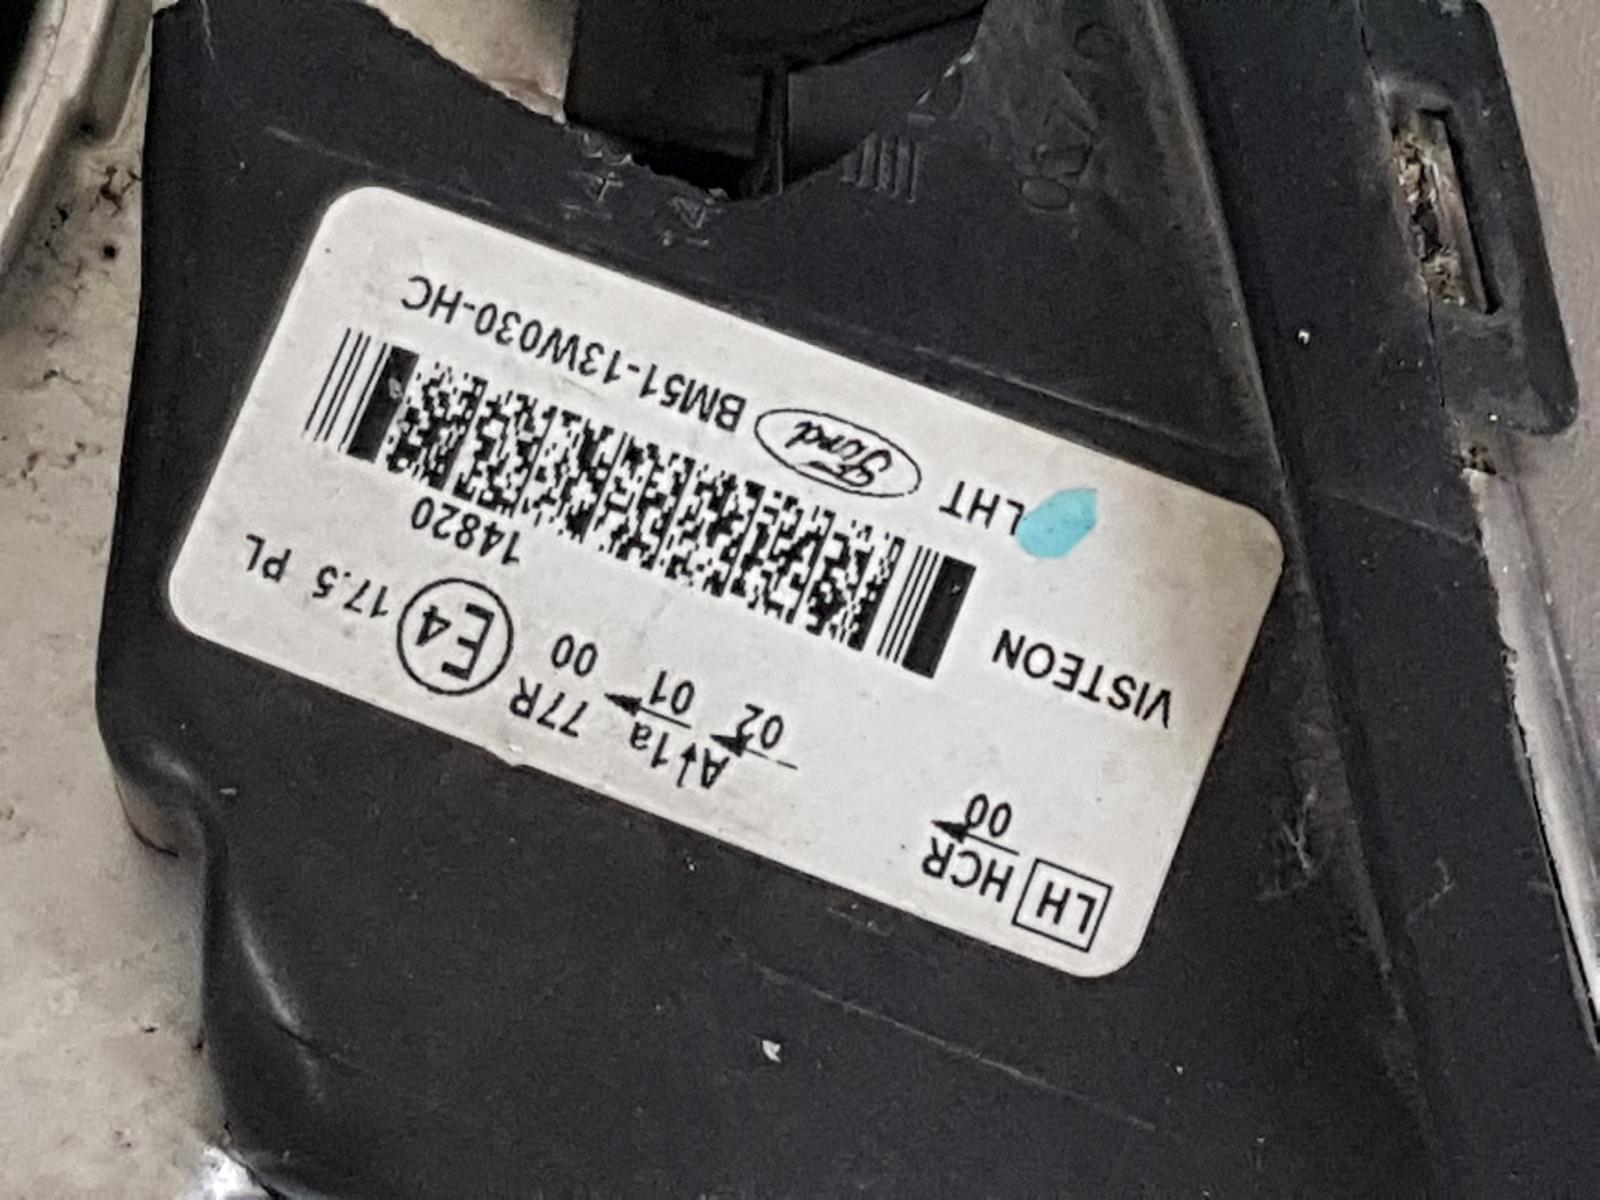 LH HCR A↓1a 77R E4 17.5 PL
00 02 01 00 14820
VISTEON
LHT Ford BM51-13W030-HC